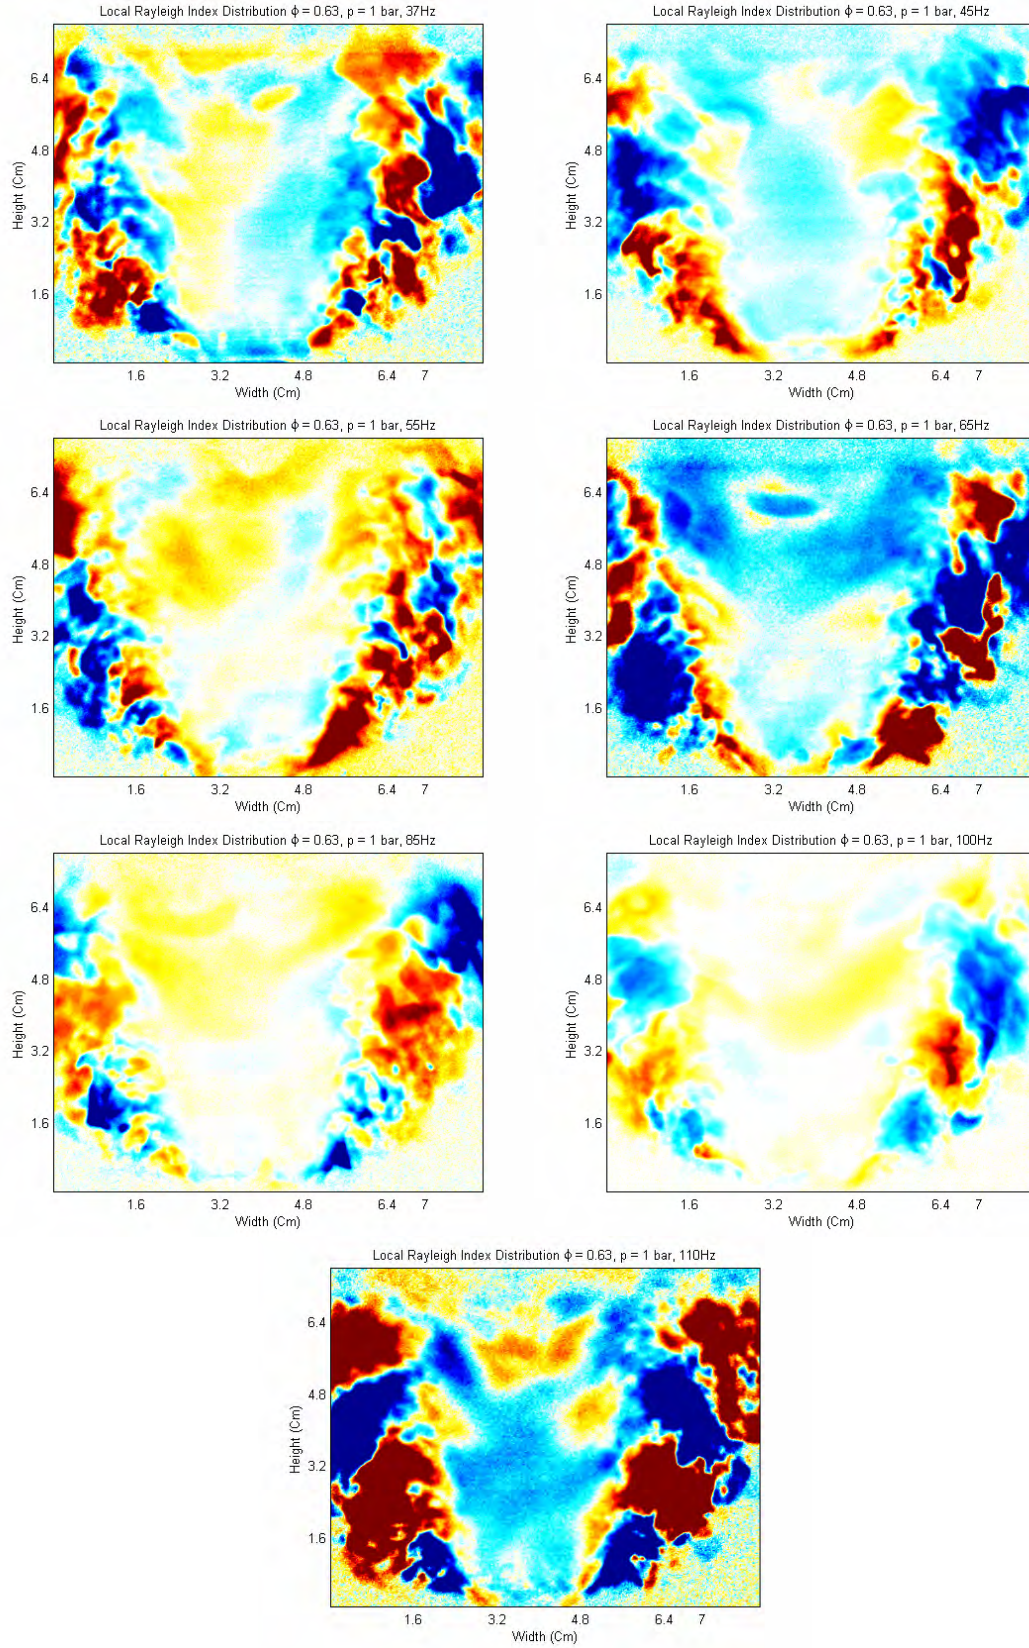 Local Rayleigh Index Distribution ϕ = 0.63, p = 1 bar, 37Hz
6.4
4.8
3.2
1.6
Height (Cm)
1.6 3.2 4.8 6.4 7
Width (Cm)
Local Rayleigh Index Distribution ϕ = 0.63, p = 1 bar, 45Hz
6.4
4.8
3.2
1.6
Height (Cm)
1.6 3.2 4.8 6.4 7
Width (Cm)
Local Rayleigh Index Distribution ϕ = 0.63, p = 1 bar, 55Hz
6.4
4.8
3.2
1.6
Height (Cm)
1.6 3.2 4.8 6.4 7
Width (Cm)
Local Rayleigh Index Distribution ϕ = 0.63, p = 1 bar, 65Hz
6.4
4.8
3.2
1.6
Height (Cm)
1.6 3.2 4.8 6.4 7
Width (Cm)
Local Rayleigh Index Distribution ϕ = 0.63, p = 1 bar, 85Hz
6.4
4.8
3.2
1.6
Height (Cm)
1.6 3.2 4.8 6.4 7
Width (Cm)
Local Rayleigh Index Distribution ϕ = 0.63, p = 1 bar, 100Hz
6.4
4.8
3.2
1.6
Height (Cm)
1.6 3.2 4.8 6.4 7
Width (Cm)
Local Rayleigh Index Distribution ϕ = 0.63, p = 1 bar, 110Hz
6.4
4.8
3.2
1.6
Height (Cm)
1.6 3.2 4.8 6.4 7
Width (Cm)